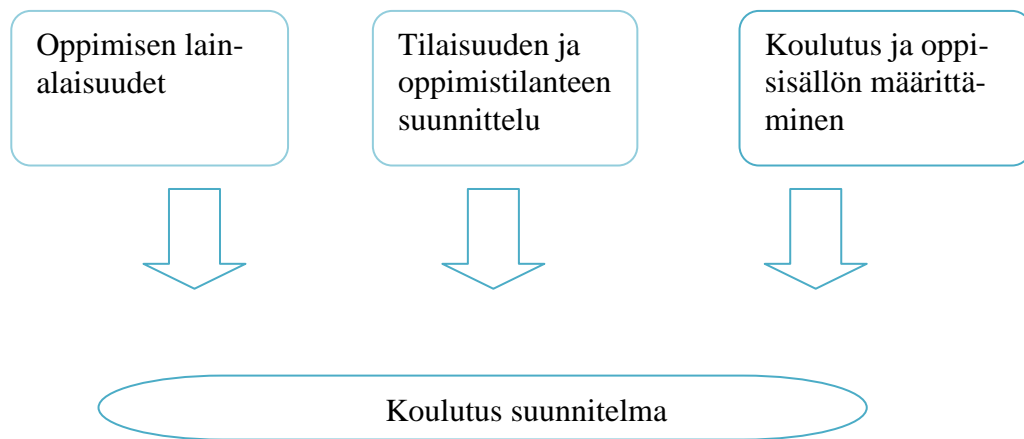 Oppimisen lain-
alaisuudet
Tilaisuuden ja
oppimistilanteen
suunnittelu
Koulutus ja oppi-
sisällön määrittä-
minen
Koulutus suunnitelma